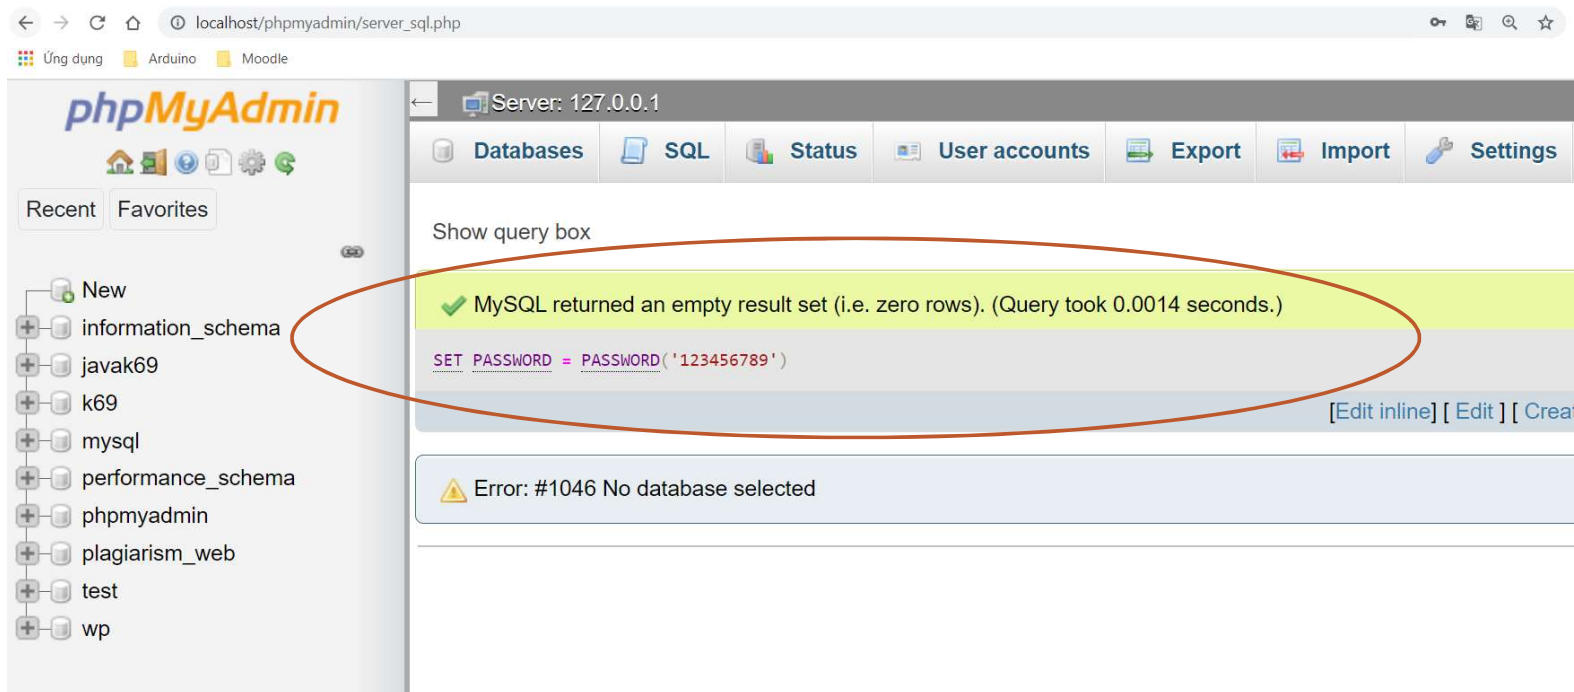 localhost/phpmyadmin/server_sql.php
Ứng dụng Arduino Moodle
phpMyAdmin
Recent Favorites
New
information_schema
javak69
k69
mysql
performance_schema
phpmyadmin
plagiarism_web
test
wp
Server: 127.0.0.1
Databases SQL Status User accounts Export Import Settings
Show query box
MySQL returned an empty result set (i.e. zero rows). (Query took 0.0014 seconds.)
SET PASSWORD = PASSWORD('123456789')
[Edit inline] [ Edit ] [ Creat
Error: #1046 No database selected